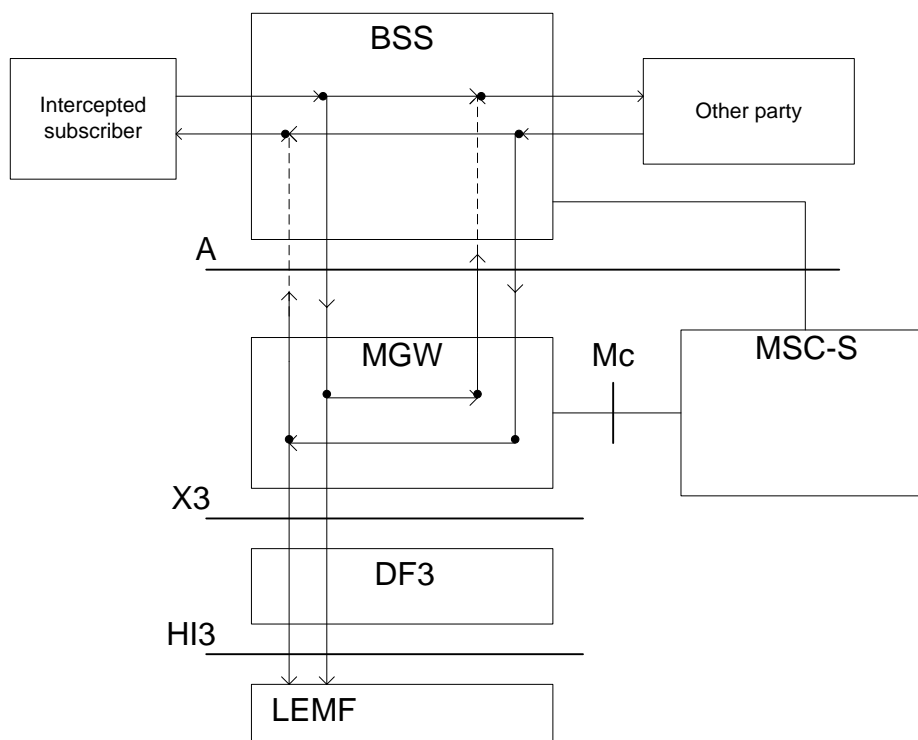 BSS
Intercepted
subscriber
Other party
A
MGW
Mc
MSC-S
X3
DF3
HI3
LEMF